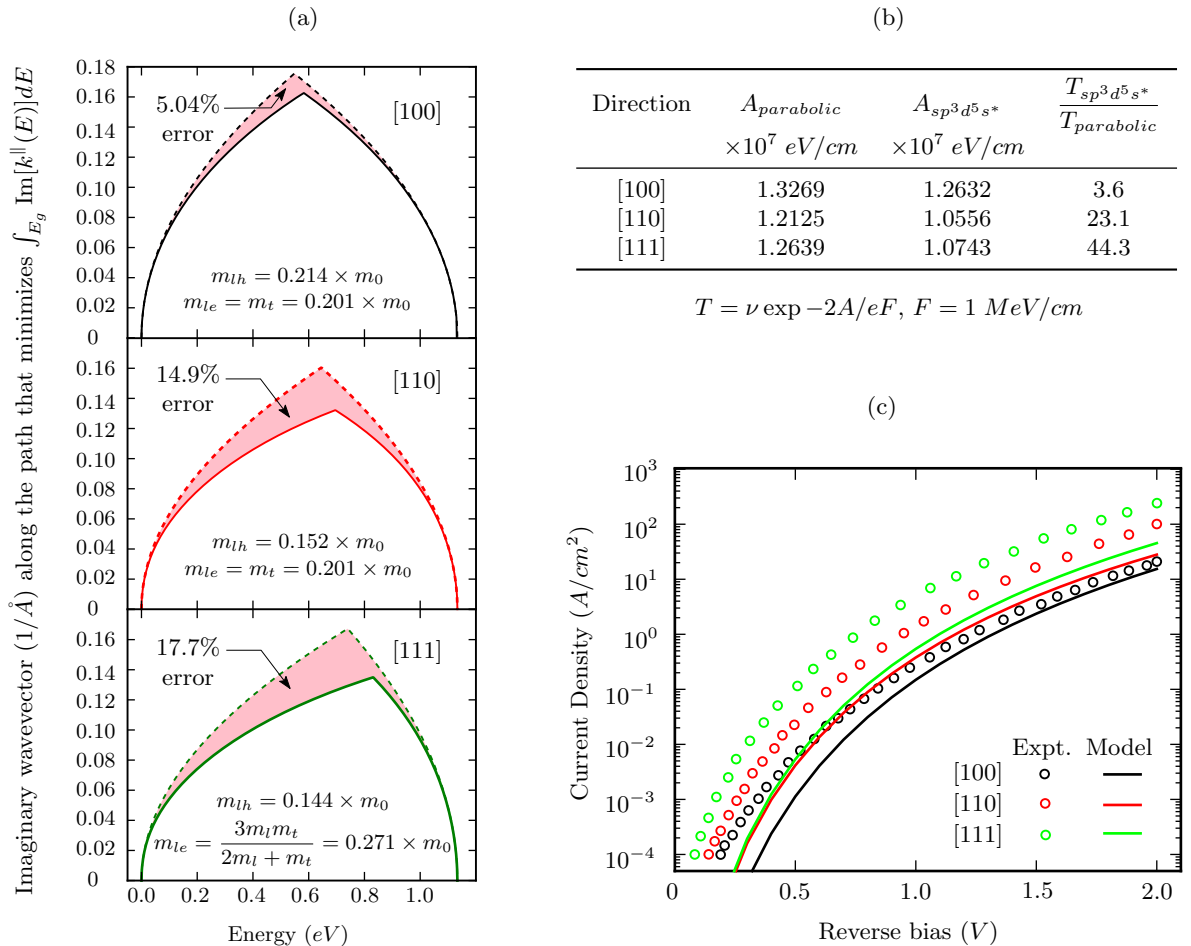 (a)
Imaginary wavevector (1/Å) along the path that minimizes ∫_{E_g} Im[k^∥(E)]dE
0.18
0.16
0.14
0.12
0.10
0.08
0.06
0.04
0.02
0
5.04%
error
[100]
m_{lh} = 0.214 × m_0
m_{le} = m_t = 0.201 × m_0
0.16
0.14
0.12
0.10
0.08
0.06
0.04
0.02
0
14.9%
error
[110]
m_{lh} = 0.152 × m_0
m_{le} = m_t = 0.201 × m_0
0.16
0.14
0.12
0.10
0.08
0.06
0.04
0.02
0
17.7%
error
[111]
m_{lh} = 0.144 × m_0
m_{le} = \frac{3m_l m_t}{2m_l + m_t} = 0.271 × m_0
0.0 0.2 0.4 0.6 0.8 1.0
Energy (eV)
(b)
Direction A_{parabolic} A_{sp^3d^5s^*} \frac{T_{sp^3d^5s^*}}{T_{parabolic}}
×10^7 eV/cm ×10^7 eV/cm
[100] 1.3269 1.2632 3.6
[110] 1.2125 1.0556 23.1
[111] 1.2639 1.0743 44.3
T = ν exp −2A/eF, F = 1 MeV/cm
(c)
Current Density (A/cm^2)
10^3
10^2
10^1
10^0
10^{−1}
10^{−2}
10^{−3}
10^{−4}
Expt. Model
[100]
[110]
[111]
0 0.5 1.0 1.5 2.0
Reverse bias (V)